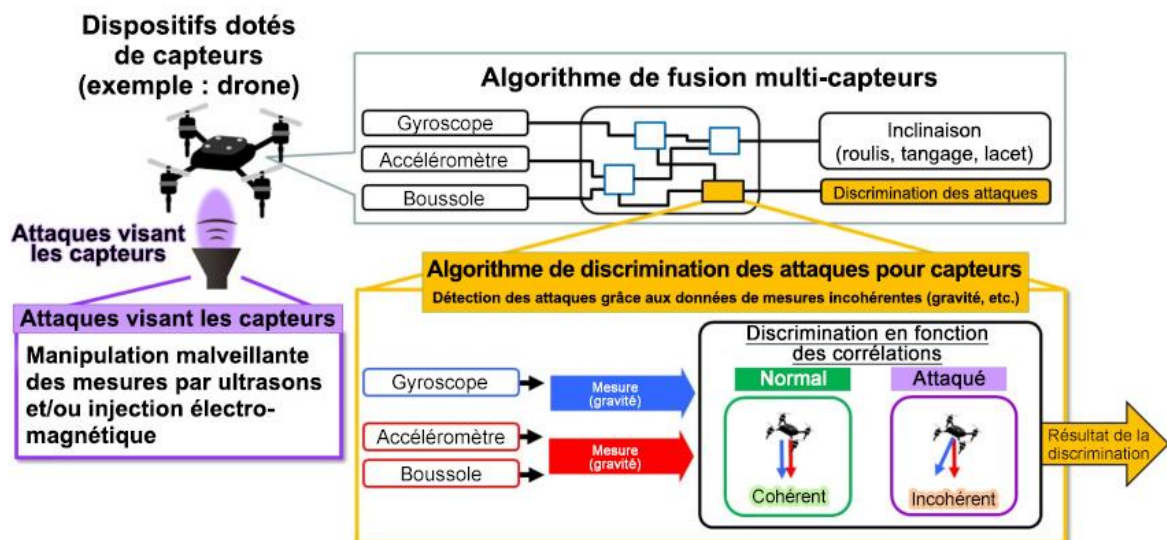 Dispositifs dotés
de capteurs
(exemple : drone)
Algorithme de fusion multi-capteurs
Gyroscope
Accéléromètre
Boussole
Inclinaison
(roulis, tangage, lacet)
Discrimination des attaques
Attaques visant
les capteurs
Attaques visant les capteurs
Manipulation malveillante
des mesures par ultrasons
et/ou injection électro-
magnétique
Algorithme de discrimination des attaques pour capteurs
Détection des attaques grâce aux données de mesures incohérentes (gravité, etc.)
Gyroscope
Mesure
(gravité)
Accéléromètre
Boussole
Mesure
(gravité)
Discrimination en fonction
des corrélations
Normal
Attaqué
Cohérent
Incohérent
Résultat de la
discrimination